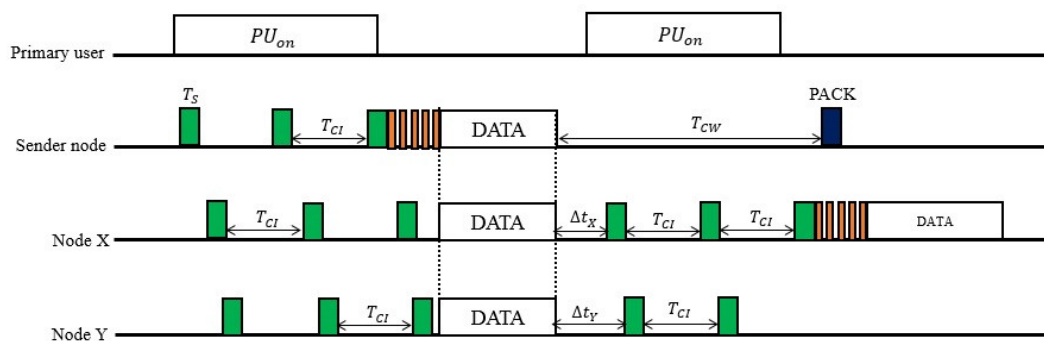 PU_on PU_on
Primary user
T_S PACK
T_CI DATA T_CW
Sender node
T_CI DATA Δt_X T_CI T_CI DATA
Node X
T_CI DATA Δt_Y T_CI
Node Y